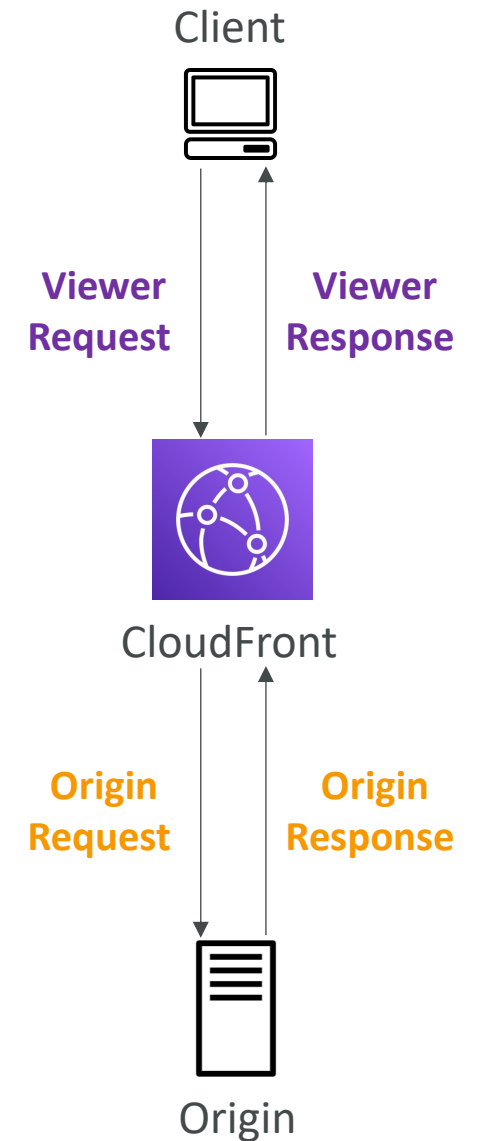 Client
Viewer
Request
Viewer
Response
CloudFront
Origin
Request
Origin
Response
Origin